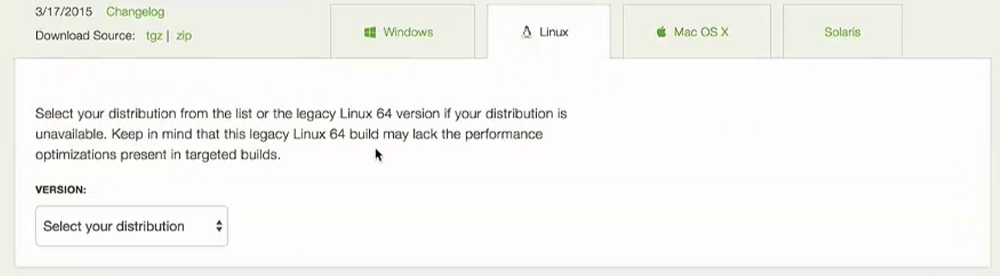 3/17/2015 Changelog
Download Source: tgz | zip
Windows
Linux
Mac OS X
Solaris
Select your distribution from the list or the legacy Linux 64 version if your distribution is
unavailable. Keep in mind that this legacy Linux 64 build may lack the performance
optimizations present in targeted builds.
VERSION:
Select your distribution